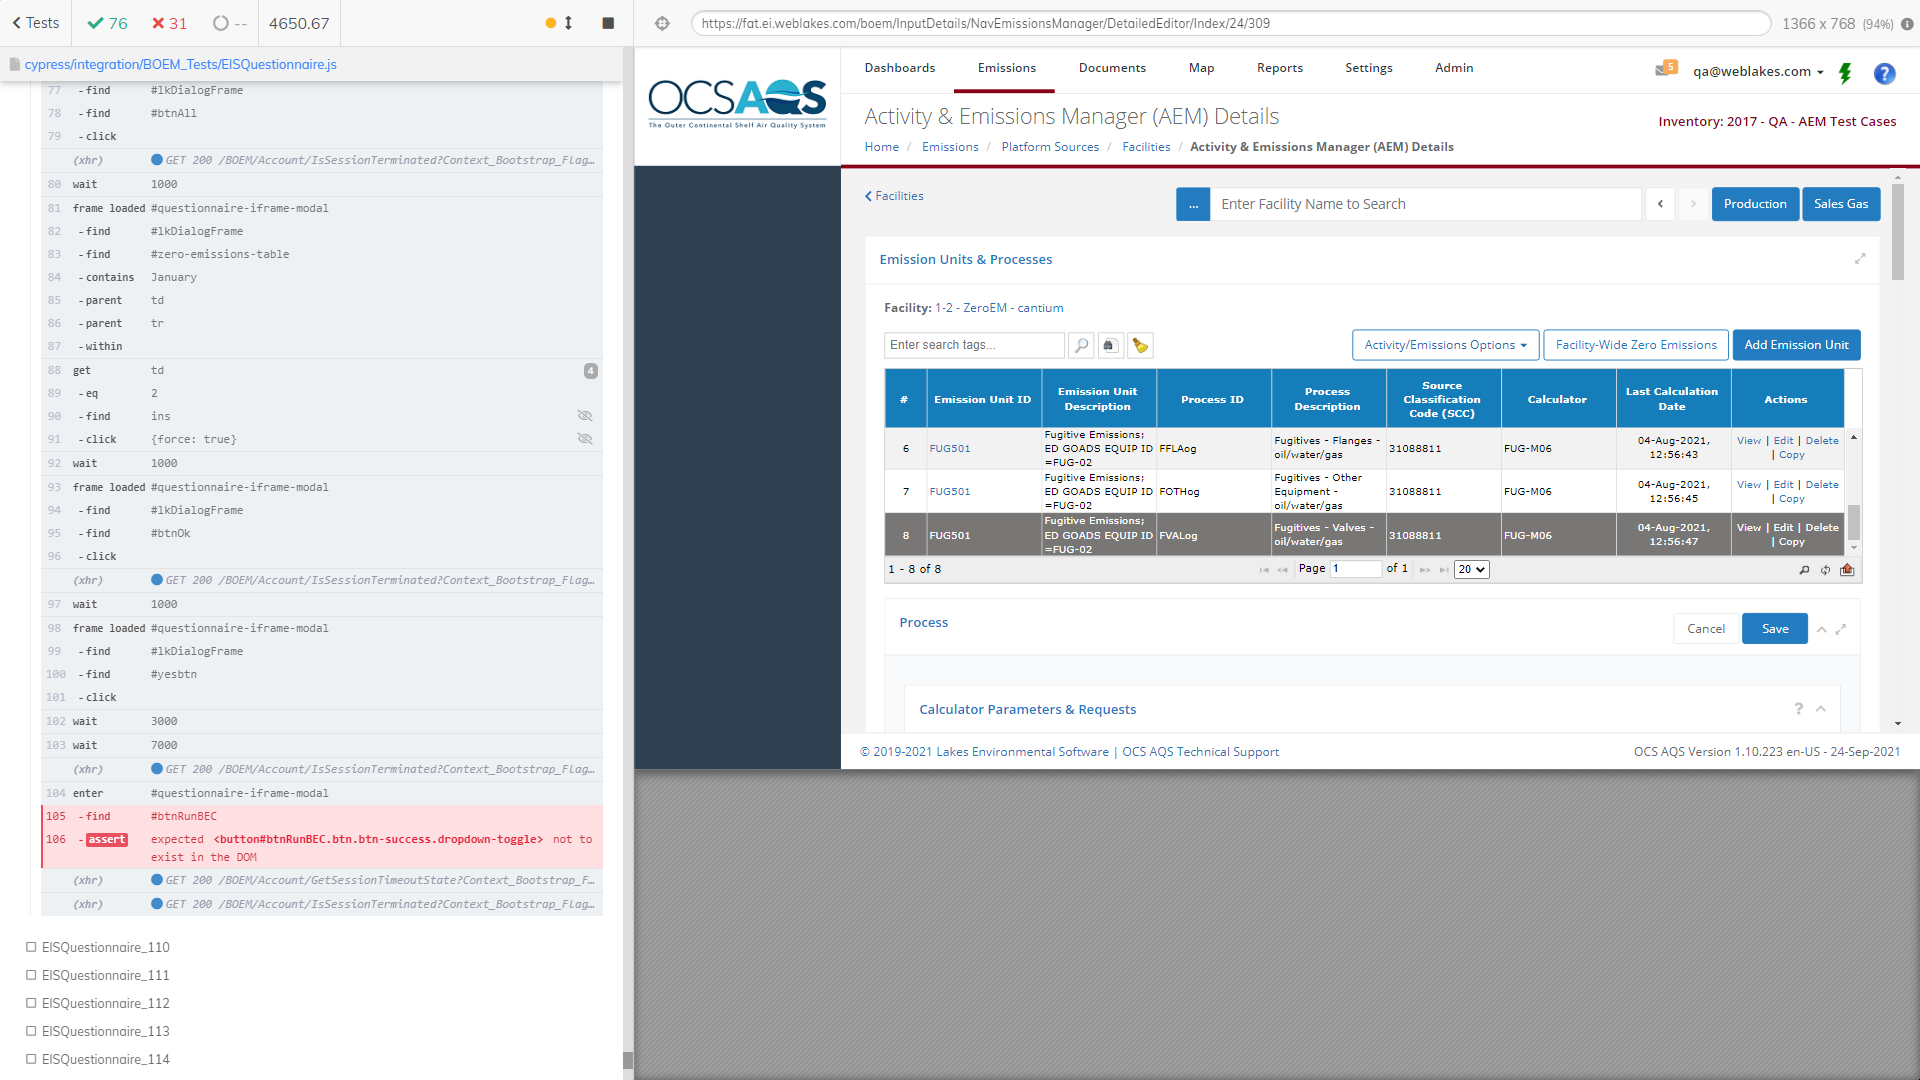 Tests 76 31 -- 4650.67
cypress/integration/BOEM_Tests/EISQuestionnaire.js
77 -find #lkDialogFrame
78 -find #btnAll
79 -click
(xhr) GET 200 /BOEM/Account/IsSessionTerminated?Context_Bootstrap_Flag…
80 wait 1000
81 frame loaded #questionnaire-iframe-modal
82 -find #lkDialogFrame
83 -find #zero-emissions-table
84 -contains January
85 -parent td
86 -parent tr
87 -within
88 get td 4
89 -eq 2
90 -find ins
91 -click {force: true}
92 wait 1000
93 frame loaded #questionnaire-iframe-modal
94 -find #lkDialogFrame
95 -find #btnOk
96 -click
(xhr) GET 200 /BOEM/Account/IsSessionTerminated?Context_Bootstrap_Flag…
97 wait 1000
98 frame loaded #questionnaire-iframe-modal
99 -find #lkDialogFrame
100 -find #yesbtn
101 -click
102 wait 3000
103 wait 7000
(xhr) GET 200 /BOEM/Account/IsSessionTerminated?Context_Bootstrap_Flag…
104 enter #questionnaire-iframe-modal
105 -find #btnRunBEC
106 -assert expected <button#btnRunBEC.btn.btn-success.dropdown-toggle> not to
exist in the DOM
(xhr) GET 200 /BOEM/Account/GetSessionTimeoutState?Context_Bootstrap_F…
(xhr) GET 200 /BOEM/Account/IsSessionTerminated?Context_Bootstrap_Flag…
EISQuestionnaire_110
EISQuestionnaire_111
EISQuestionnaire_112
EISQuestionnaire_113
EISQuestionnaire_114
https://fat.ei.weblakes.com/boem/InputDetails/NavEmissionsManager/DetailedEditor/Index/24/309 1366 x 768 (94%)
OCSAQS
The Outer Continental Shelf Air Quality System
Dashboards Emissions Documents Map Reports Settings Admin 5 qa@weblakes.com ?
Activity & Emissions Manager (AEM) Details
Inventory: 2017 - QA - AEM Test Cases
Home / Emissions / Platform Sources / Facilities / Activity & Emissions Manager (AEM) Details
Facilities ... Enter Facility Name to Search Production Sales Gas
Emission Units & Processes
Facility: 1-2 - ZeroEM - cantium
Enter search tags... Activity/Emissions Options Facility-Wide Zero Emissions Add Emission Unit
# Emission Unit ID Emission Unit Description Process ID Process Description Source Classification Code (SCC) Calculator Last Calculation Date Actions
6 FUG501 Fugitive Emissions; ED GOADS EQUIP ID =FUG-02 FFLAog Fugitives - Flanges - oil/water/gas 31088811 FUG-M06 04-Aug-2021, 12:56:43 View | Edit | Delete | Copy
7 FUG501 Fugitive Emissions; ED GOADS EQUIP ID =FUG-02 FOTHog Fugitives - Other Equipment - oil/water/gas 31088811 FUG-M06 04-Aug-2021, 12:56:45 View | Edit | Delete | Copy
8 FUG501 Fugitive Emissions; ED GOADS EQUIP ID =FUG-02 FVALog Fugitives - Valves - oil/water/gas 31088811 FUG-M06 04-Aug-2021, 12:56:47 View | Edit | Delete | Copy
1 - 8 of 8 Page 1 of 1 20
Process Cancel Save
Calculator Parameters & Requests ?
© 2019-2021 Lakes Environmental Software | OCS AQS Technical Support OCS AQS Version 1.10.223 en-US - 24-Sep-2021